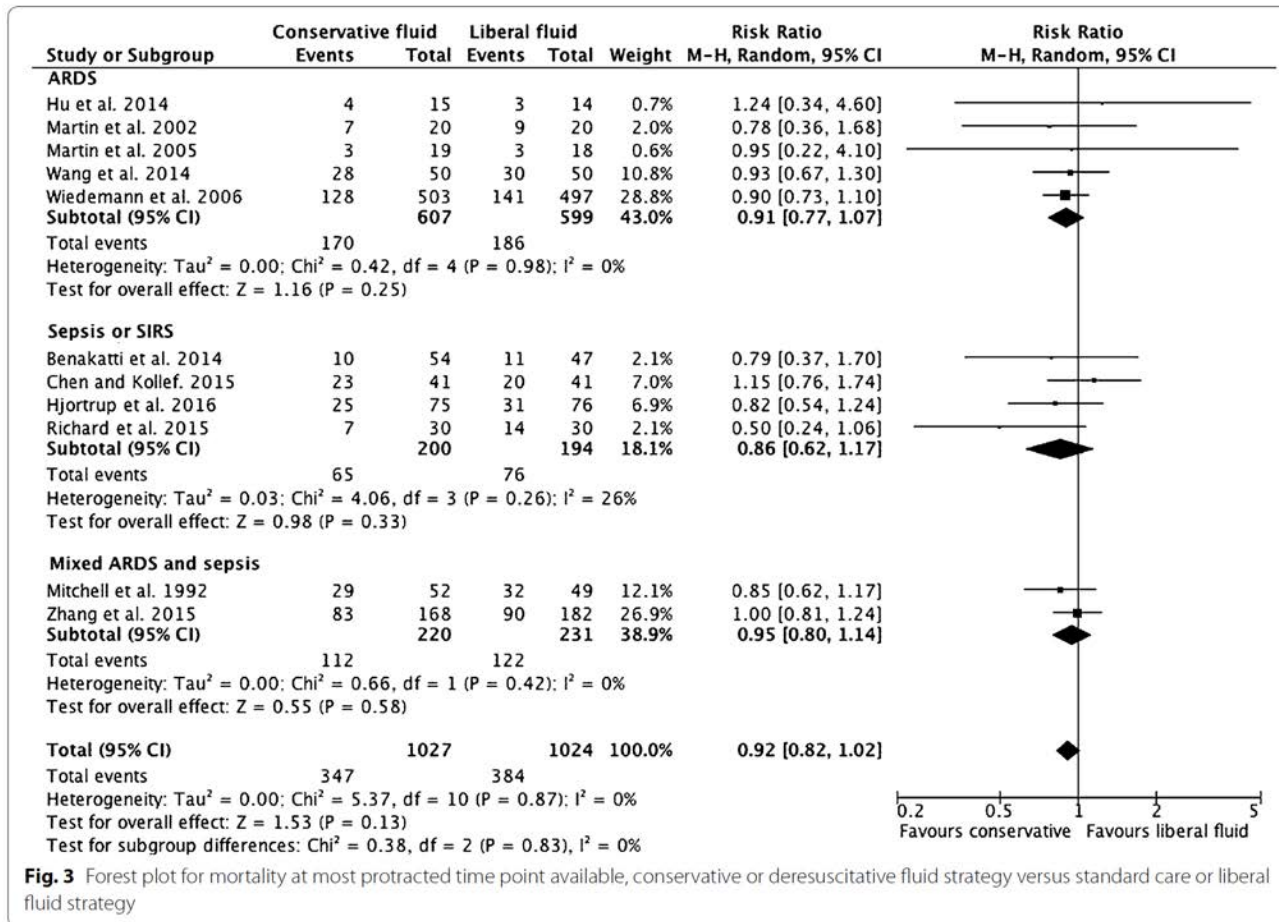 Conservative fluid Liberal fluid Risk Ratio Risk Ratio
Study or Subgroup Events Total Events Total Weight M-H, Random, 95% CI M-H, Random, 95% CI
ARDS
Hu et al. 2014 4 15 3 14 0.7% 1.24 [0.34, 4.60]
Martin et al. 2002 7 20 9 20 2.0% 0.78 [0.36, 1.68]
Martin et al. 2005 3 19 3 18 0.6% 0.95 [0.22, 4.10]
Wang et al. 2014 28 50 30 50 10.8% 0.93 [0.67, 1.30]
Wiedemann et al. 2006 128 503 141 497 28.8% 0.90 [0.73, 1.10]
Subtotal (95% CI) 607 599 43.0% 0.91 [0.77, 1.07]
Total events 170 186
Heterogeneity: Tau² = 0.00; Chi² = 0.42, df = 4 (P = 0.98); I² = 0%
Test for overall effect: Z = 1.16 (P = 0.25)
Sepsis or SIRS
Benakatti et al. 2014 10 54 11 47 2.1% 0.79 [0.37, 1.70]
Chen and Kollef. 2015 23 41 20 41 7.0% 1.15 [0.76, 1.74]
Hjortrup et al. 2016 25 75 31 76 6.9% 0.82 [0.54, 1.24]
Richard et al. 2015 7 30 14 30 2.1% 0.50 [0.24, 1.06]
Subtotal (95% CI) 200 194 18.1% 0.86 [0.62, 1.17]
Total events 65 76
Heterogeneity: Tau² = 0.03; Chi² = 4.06, df = 3 (P = 0.26); I² = 26%
Test for overall effect: Z = 0.98 (P = 0.33)
Mixed ARDS and sepsis
Mitchell et al. 1992 29 52 32 49 12.1% 0.85 [0.62, 1.17]
Zhang et al. 2015 83 168 90 182 26.9% 1.00 [0.81, 1.24]
Subtotal (95% CI) 220 231 38.9% 0.95 [0.80, 1.14]
Total events 112 122
Heterogeneity: Tau² = 0.00; Chi² = 0.66, df = 1 (P = 0.42); I² = 0%
Test for overall effect: Z = 0.55 (P = 0.58)
Total (95% CI) 1027 1024 100.0% 0.92 [0.82, 1.02]
Total events 347 384
Heterogeneity: Tau² = 0.00; Chi² = 5.37, df = 10 (P = 0.87); I² = 0%
Test for overall effect: Z = 1.53 (P = 0.13)
Test for subgroup differences: Chi² = 0.38, df = 2 (P = 0.83), I² = 0%
0.2 0.5 1 2 5
Favours conservative Favours liberal fluid
Fig. 3 Forest plot for mortality at most protracted time point available, conservative or deresuscitative fluid strategy versus standard care or liberal
fluid strategy